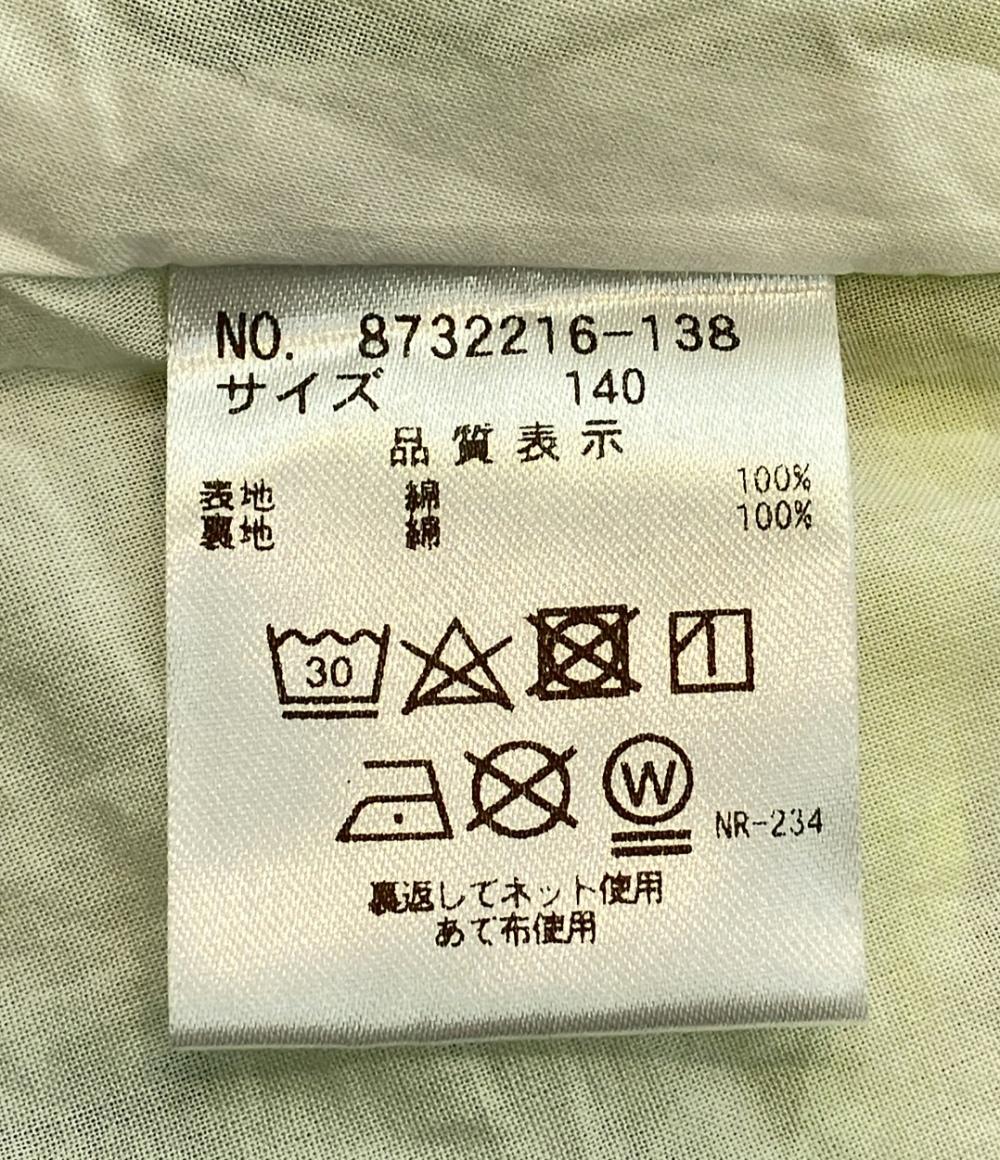 NO. 8732216-138
サイズ 140
品質表示
表地 綿 100%
裏地 綿 100%
30
W NR-234
裏返してネット使用
あて布使用